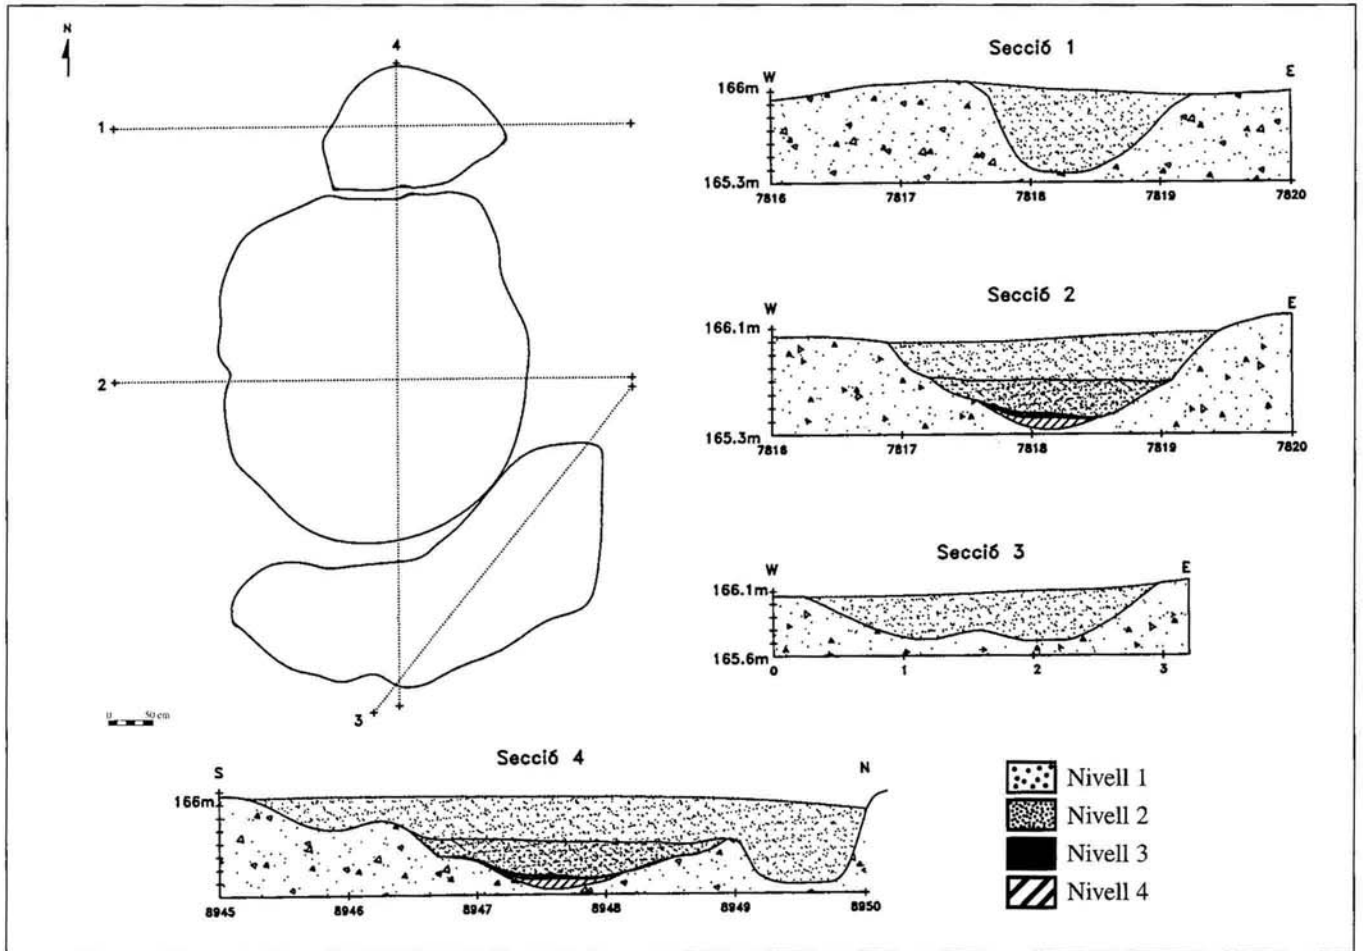 N
4
1
2
3
0 50 cm
Secció 1
W E
166m
165.3m
7816 7817 7818 7819 7820
Secció 2
W E
166.1m
165.3m
7816 7817 7818 7819 7820
Secció 3
W E
166.1m
165.6m
0 1 2 3
Secció 4
S N
166m
8945 8946 8947 8948 8949 8950
Nivell 1
Nivell 2
Nivell 3
Nivell 4